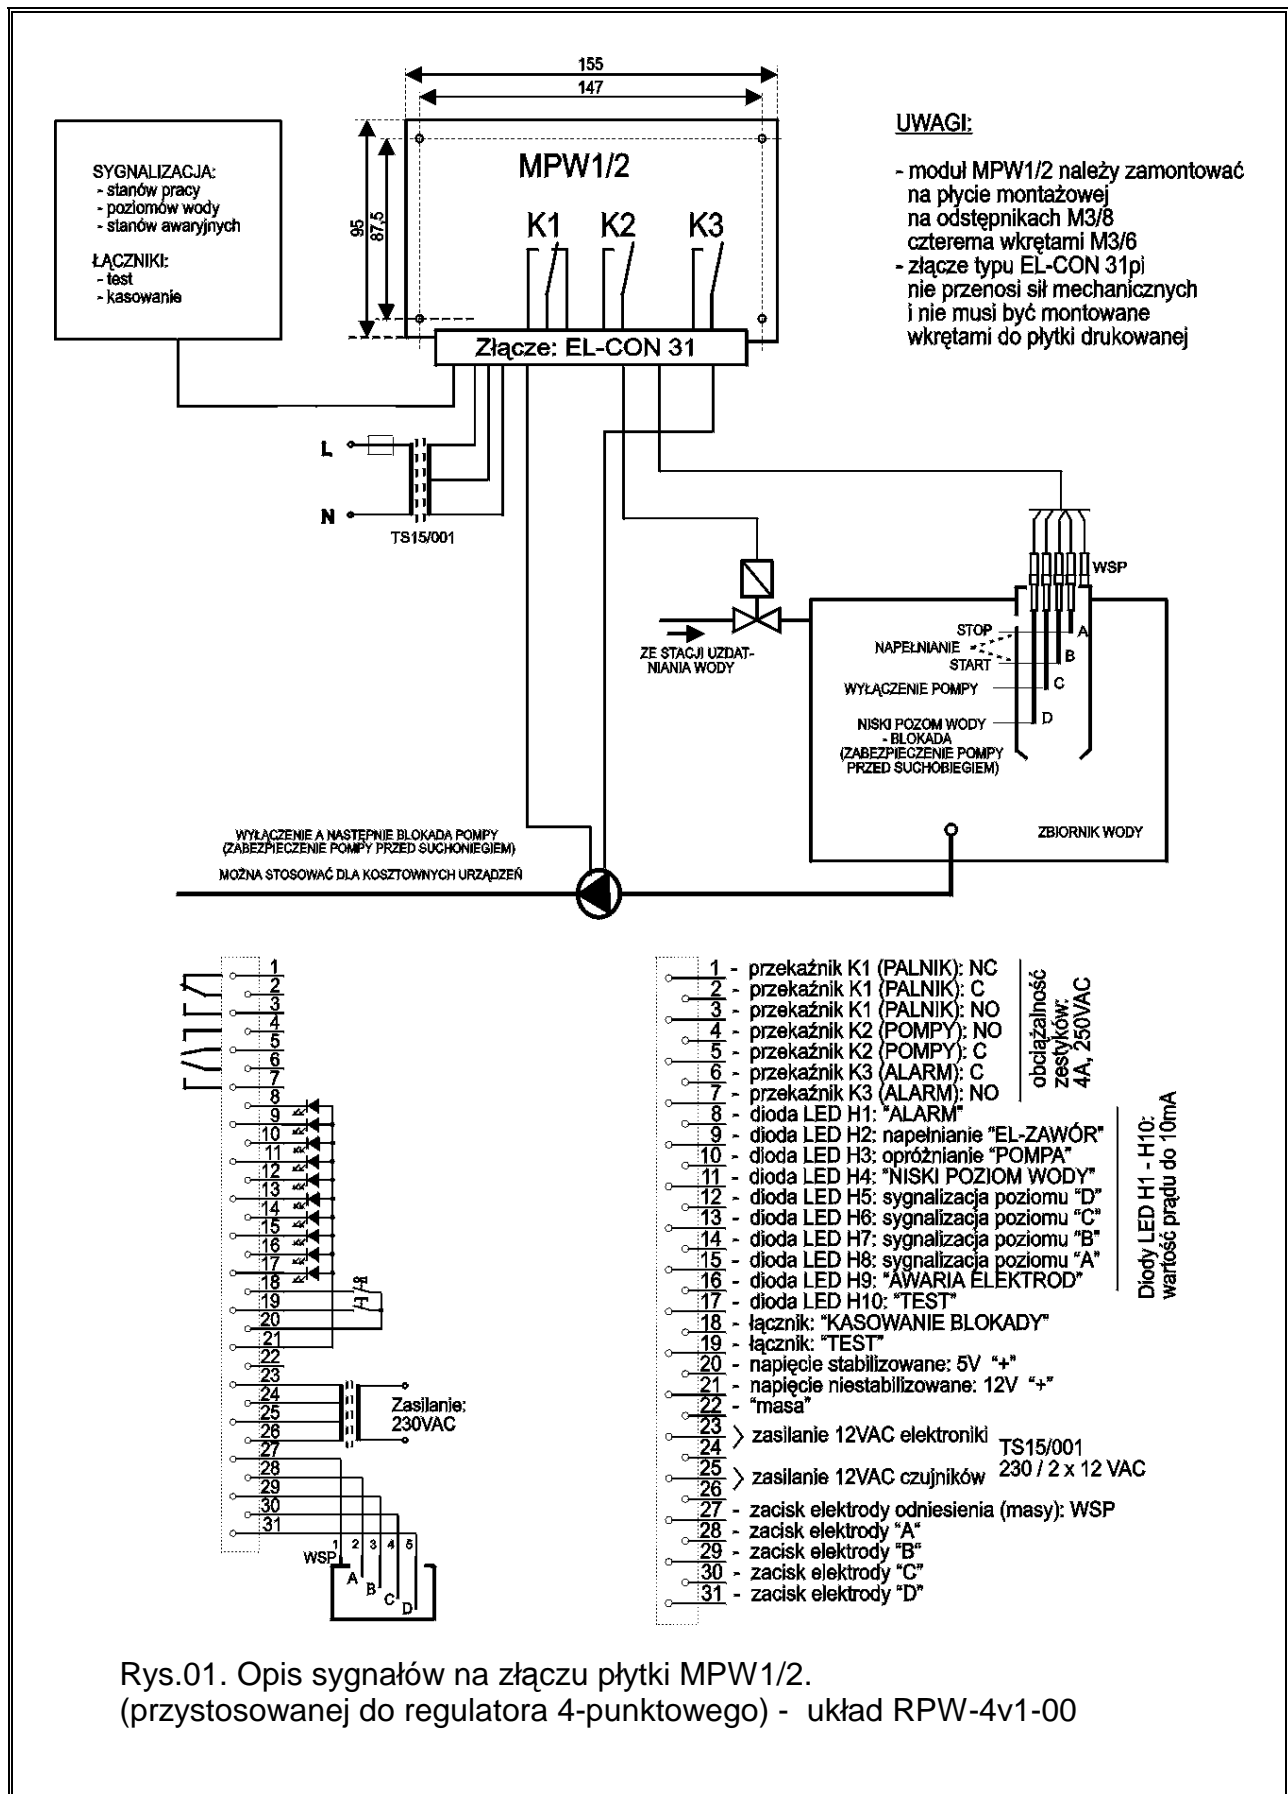 155
147
95
87,5
MPW1/2
K1 K2 K3
Złącze: EL-CON 31
SYGNALIZACJA:
- stanów pracy
- poziomów wody
- stanów awaryjnych
ŁĄCZNIKI:
- test
- kasowanie
UWAGI:
- moduł MPW1/2 należy zamontować
na płycie montażowej
na odstępnikach M3/8
czterema wkrętami M3/6
- złącze typu EL-CON 31pi
nie przenosi sił mechanicznych
i nie musi być montowane
wkrętami do płytki drukowanej
L
N
TS15/001
WSP
ZE STACJI UZDAT-
NIANIA WODY
STOP
NAPEŁNIANIE
START
WYŁĄCZENIE POMPY
NISKI POZOM WODY
- BLOKADA
(ZABEZPIECZENIE POMPY
PRZED SUCHOBIEGIEM)
A
B
C
D
ZBIORNIK WODY
WYŁĄCZENIE A NASTĘPNIE BLOKADA POMPY
(ZABEZPIECZENIE POMPY PRZED SUCHONIEGIEM)
MOŻNA STOSOWAĆ DLA KOSZTOWNYCH URZĄDZEŃ
1
2
3
4
5
6
7
8
9
10
11
12
13
14
15
16
17
18
19
20
21
22
23
24
25
26
27
28
29
30
31
Zasilanie:
230VAC
1 2 3 4 5
WSP
A
B
C
D
1 - przekaźnik K1 (PALNIK): NC
2 - przekaźnik K1 (PALNIK): C
3 - przekaźnik K1 (PALNIK): NO
4 - przekaźnik K2 (POMPY): NO
5 - przekaźnik K2 (POMPY): C
6 - przekaźnik K3 (ALARM): C
7 - przekaźnik K3 (ALARM): NO
8 - dioda LED H1: "ALARM"
9 - dioda LED H2: napełnianie "EL-ZAWÓR"
10 - dioda LED H3: opróżnianie "POMPA"
11 - dioda LED H4: "NISKI POZIOM WODY"
12 - dioda LED H5: sygnalizacja poziomu "D"
13 - dioda LED H6: sygnalizacja poziomu "C"
14 - dioda LED H7: sygnalizacja poziomu "B"
15 - dioda LED H8: sygnalizacja poziomu "A"
16 - dioda LED H9: "AWARIA ELEKTROD"
17 - dioda LED H10: "TEST"
18 - łącznik: "KASOWANIE BLOKADY"
19 - łącznik: "TEST"
20 - napięcie stabilizowane: 5V "+"
21 - napięcie niestabilizowane: 12V "+"
22 - "masa"
23
24
zasilanie 12VAC elektroniki
25
26
zasilanie 12VAC czujników
TS15/001
230 / 2 x 12 VAC
27 - zacisk elektrody odniesienia (masy): WSP
28 - zacisk elektrody "A"
29 - zacisk elektrody "B"
30 - zacisk elektrody "C"
31 - zacisk elektrody "D"
obciążalność
zestyków:
4A, 250VAC
Diody LED H1 - H10:
wartość prądu do 10mA
Rys.01. Opis sygnałów na złączu płytki MPW1/2.
(przystosowanej do regulatora 4-punktowego) - układ RPW-4v1-00